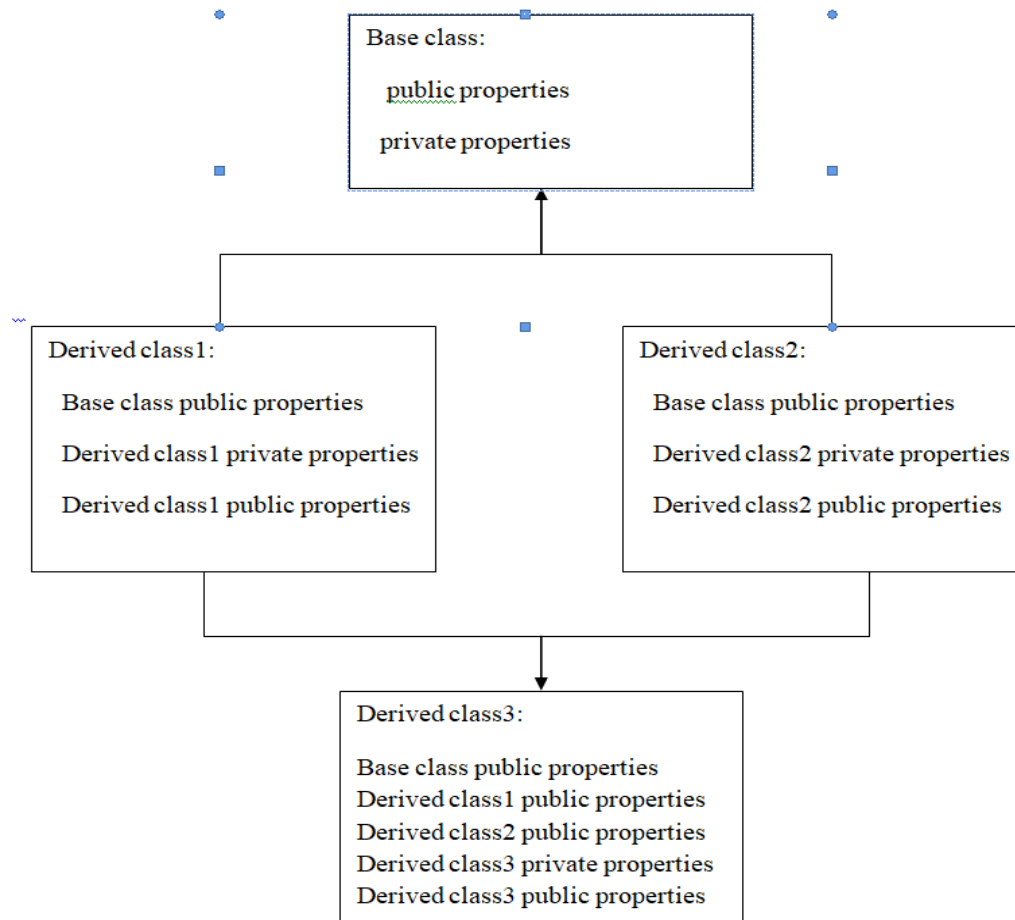 Base class:
public properties
private properties
Derived class1:
Base class public properties
Derived class1 private properties
Derived class1 public properties
Derived class2:
Base class public properties
Derived class2 private properties
Derived class2 public properties
Derived class3:
Base class public properties
Derived class1 public properties
Derived class2 public properties
Derived class3 private properties
Derived class3 public properties